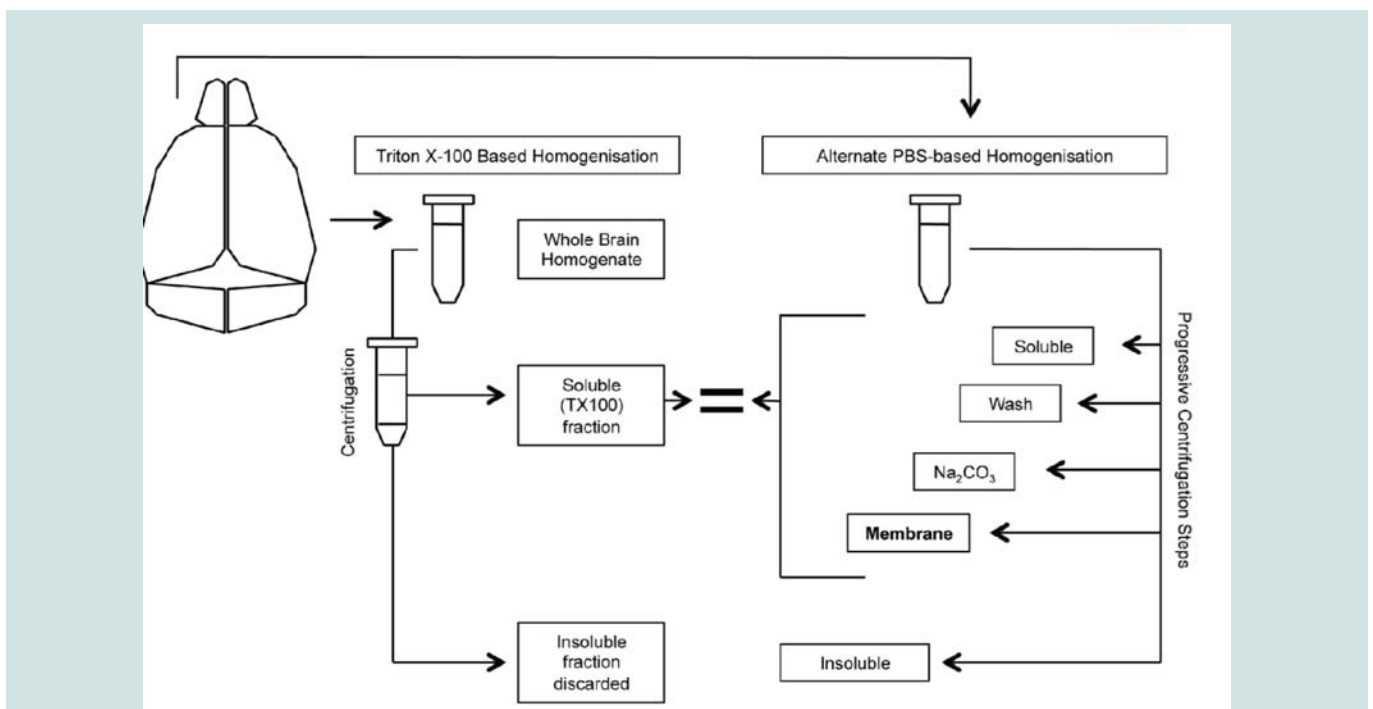 Triton X-100 Based Homogenisation
Alternate PBS-based Homogenisation
Whole Brain
Homogenate
Centrifugation
Soluble
(TX100)
fraction
=
Soluble
Wash
Na₂CO₃
Membrane
Progressive Centrifugation Steps
Insoluble
fraction
discarded
Insoluble